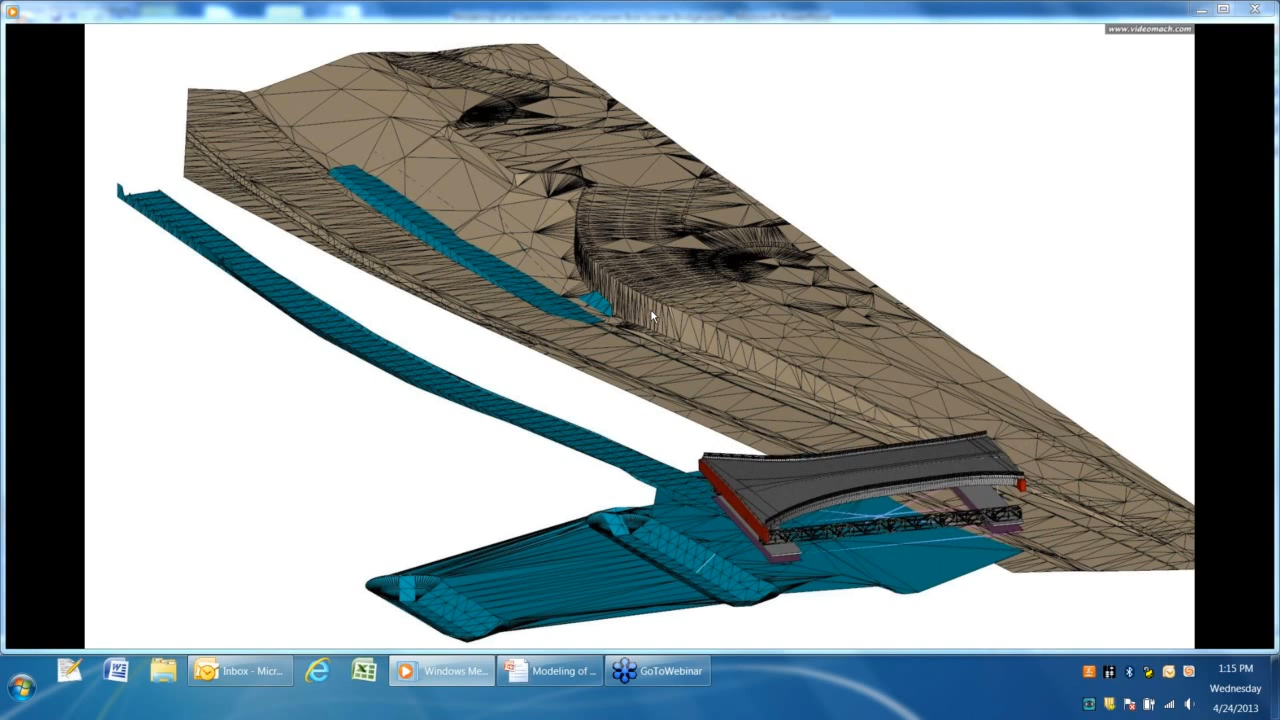 www.videomach.com
Inbox - Micr...
Windows Me...
Modeling of ...
GoToWebinar
1:15 PM
Wednesday
4/24/2013